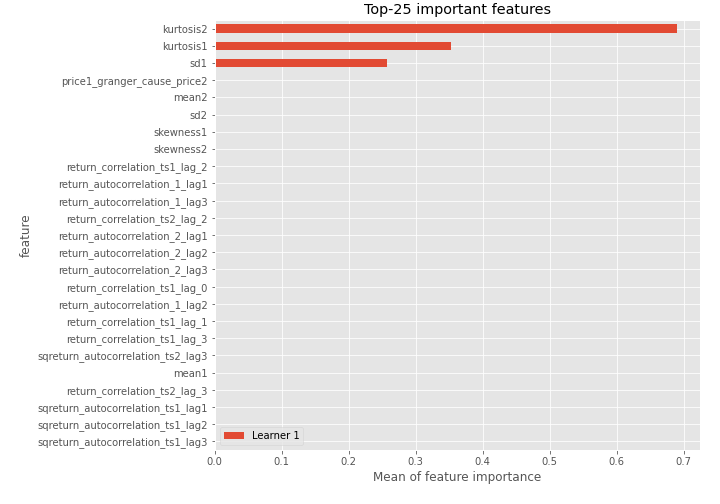 Top-25 important features
kurtosis2
kurtosis1
sd1
price1_granger_cause_price2
mean2
sd2
skewness1
skewness2
return_correlation_ts1_lag_2
return_autocorrelation_1_lag1
return_autocorrelation_1_lag3
return_correlation_ts2_lag_2
return_autocorrelation_2_lag1
return_autocorrelation_2_lag2
return_autocorrelation_2_lag3
return_correlation_ts1_lag_0
return_autocorrelation_1_lag2
return_correlation_ts1_lag_1
return_correlation_ts1_lag_3
sqreturn_autocorrelation_ts2_lag3
mean1
return_correlation_ts2_lag_3
sqreturn_autocorrelation_ts1_lag1
sqreturn_autocorrelation_ts1_lag2
sqreturn_autocorrelation_ts1_lag3
feature
Learner 1
0.0 0.1 0.2 0.3 0.4 0.5 0.6 0.7
Mean of feature importance